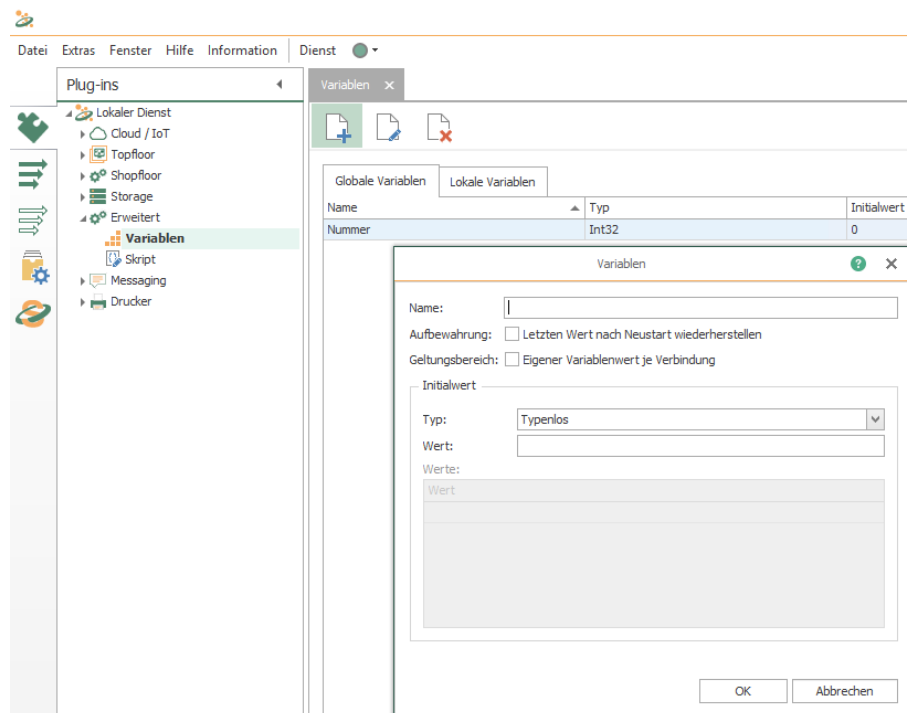 Datei Extras Fenster Hilfe Information Dienst
Plug-ins
Variablen
Lokaler Dienst
Cloud / IoT
Topfloor
Shopfloor
Storage
Erweitert
Variablen
Skript
Messaging
Drucker
Globale Variablen Lokale Variablen
Name Typ Initialwert
Nummer Int32 0
Variablen ?
Name:
Aufbewahrung: Letzten Wert nach Neustart wiederherstellen
Geltungsbereich: Eigener Variablenwert je Verbindung
Initialwert
Typ: Typenlos
Wert:
Werte:
Wert
OK Abbrechen